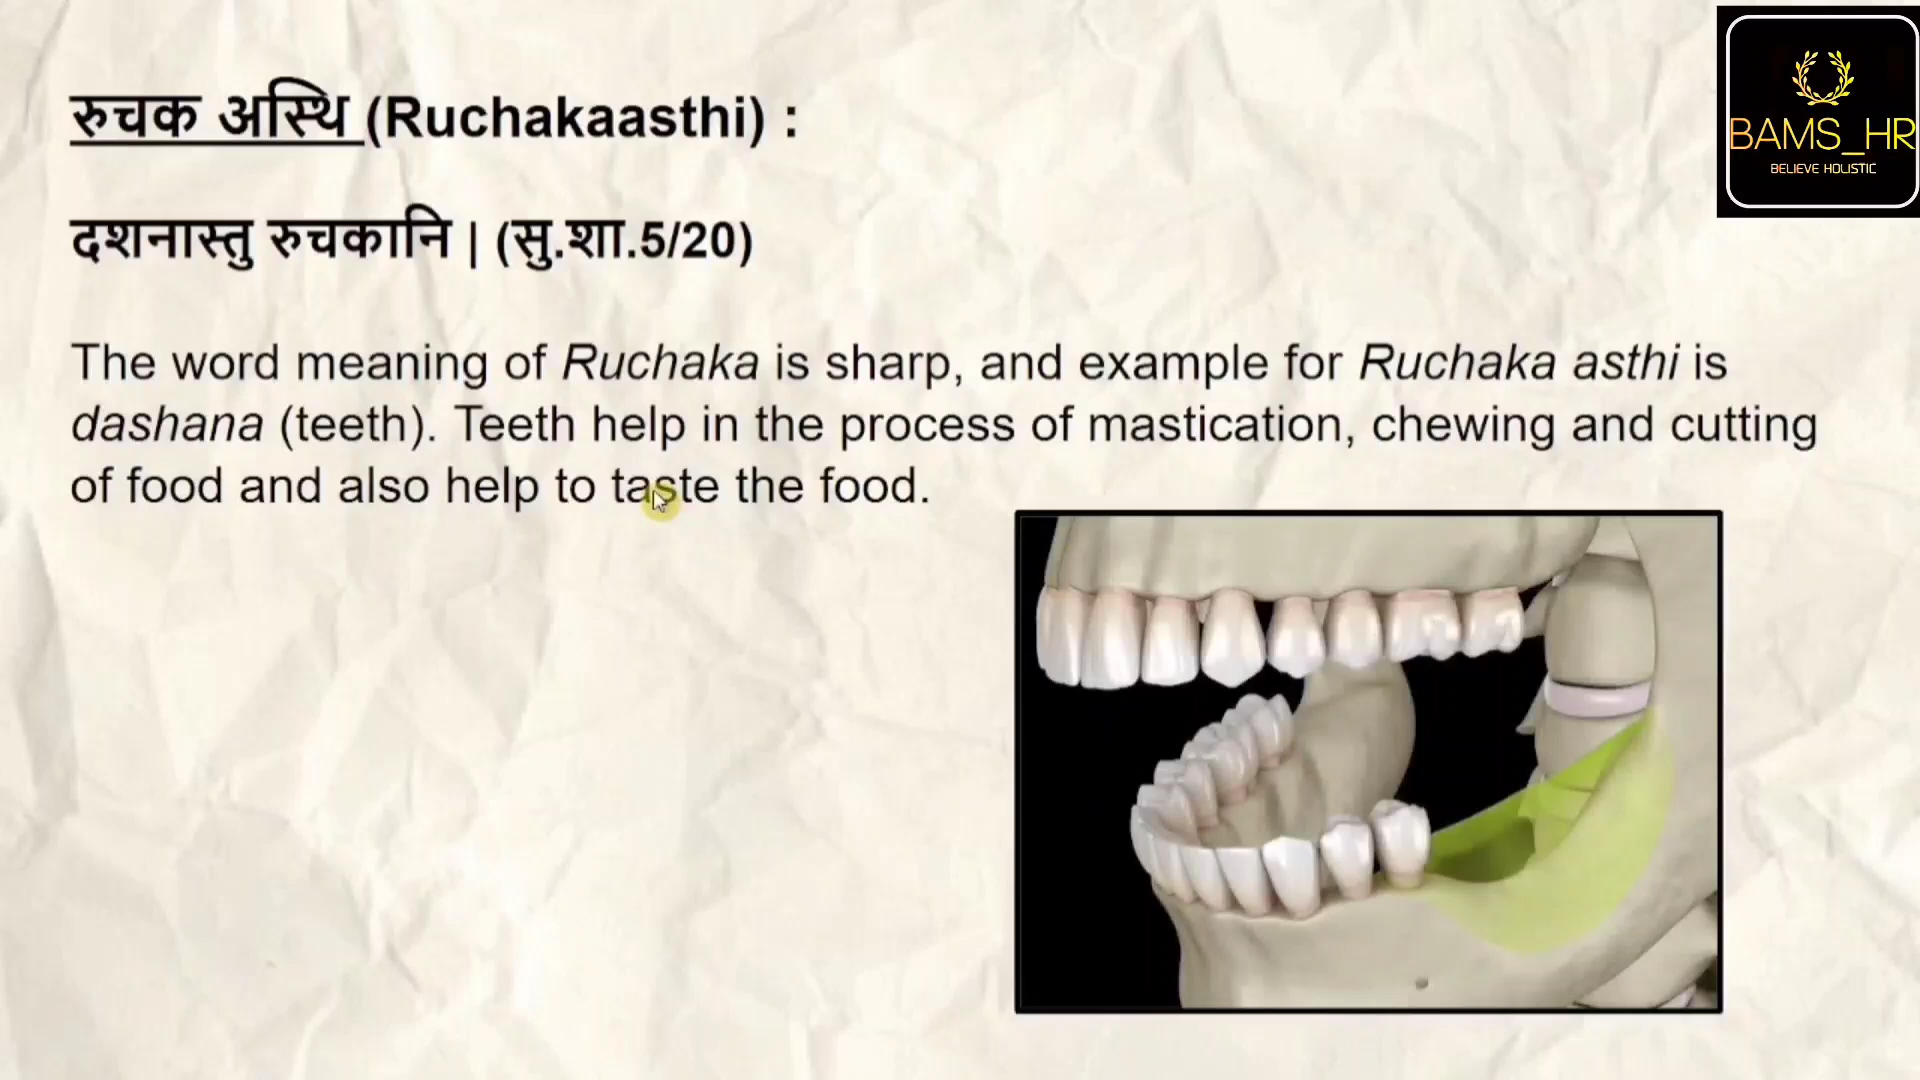 रुचक अस्थि (Ruchakaasthi) :
दशनास्तु रुचकानि | (सु.शा.5/20)
The word meaning of Ruchaka is sharp, and example for Ruchaka asthi is
dashana (teeth). Teeth help in the process of mastication, chewing and cutting
of food and also help to taste the food.
BAMS_HR
BELIEVE HOLISTIC